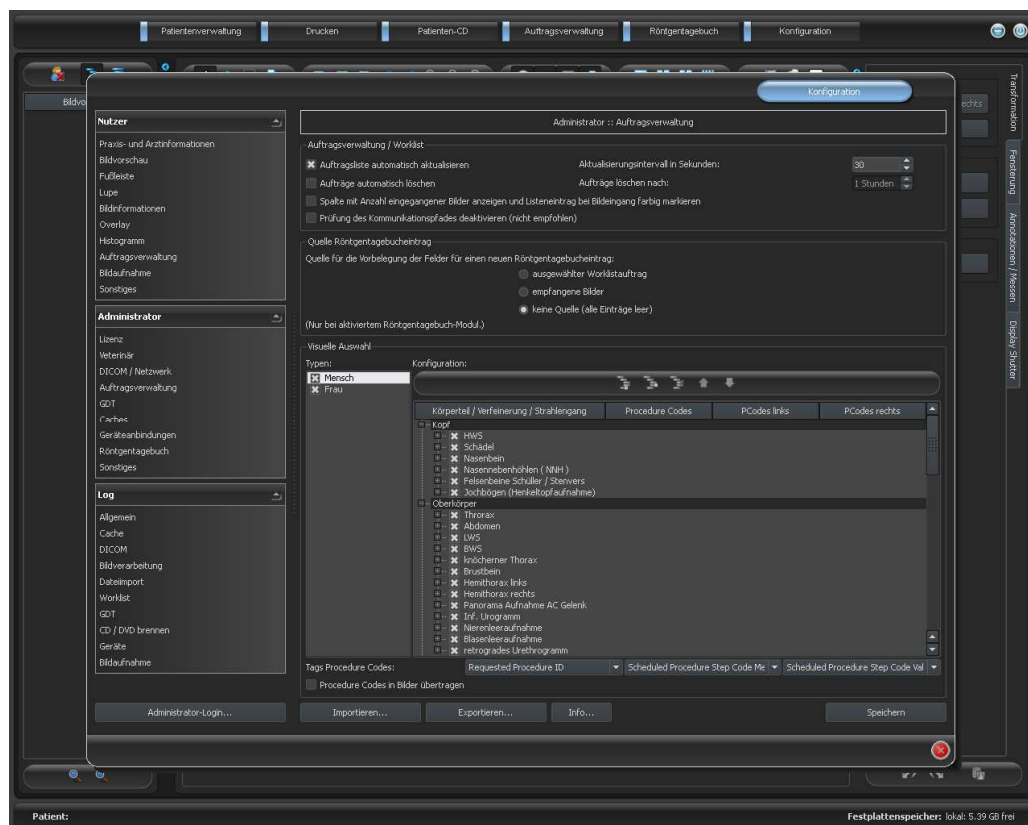 Patientenverwaltung Drucken Patienten-CD Auftragsverwaltung Röntgentagebuch Konfiguration
Konfiguration
Bildvo
echts
Transformation
Fensterung
Annotationen / Messen
Display Shutter
Nutzer
Praxis- und Arztinformationen
Bildvorschau
Fußleiste
Lupe
Bildinformationen
Overlay
Histogramm
Auftragsverwaltung
Bildaufnahme
Sonstiges
Administrator
Lizenz
Veterinär
DICOM / Netzwerk
Auftragsverwaltung
GDT
Caches
Geräteanbindungen
Röntgentagebuch
Sonstiges
Log
Allgemein
Cache
DICOM
Bildverarbeitung
Dateiimport
Worklist
GDT
CD / DVD brennen
Geräte
Bildaufnahme
Administrator-Login...
Administrator :: Auftragsverwaltung
Auftragsverwaltung / Worklist
Auftragsliste automatisch aktualisieren Aktualisierungsintervall in Sekunden: 30
Aufträge automatisch löschen Aufträge löschen nach: 1 Stunden
Spalte mit Anzahl eingegangener Bilder anzeigen und Listeneintrag bei Bildeingang farbig markieren
Prüfung des Kommunikationspfades deaktivieren (nicht empfohlen)
Quelle Röntgentagebucheintrag
Quelle für die Vorbelegung der Felder für einen neuen Röntgentagebucheintrag:
ausgewählter Worklistauftrag
empfangene Bilder
keine Quelle (alle Einträge leer)
(Nur bei aktiviertem Röntgentagebuch-Modul.)
Visuelle Auswahl
Typen: Konfiguration:
Mensch
Frau
Körperteil / Verfeinerung / Strahlengang Procedure Codes PCodes links PCodes rechts
Kopf
HWS
Schädel
Nasenbein
Nasennebenhöhlen ( NNH )
Felsenbeine Schüller / Stenvers
Jochbögen (Henkeltopfaufnahme)
Oberkörper
Throrax
Abdomen
LWS
BWS
knöcherner Thorax
Brustbein
Hemithorax links
Hemithorax rechts
Panorama Aufnahme AC Gelenk
Inf. Urogramm
Nierenleeraufnahme
Blasenleeraufnahme
retrogrades Urethrogramm
Tags Procedure Codes: Requested Procedure ID Scheduled Procedure Step Code Me Scheduled Procedure Step Code Val
Procedure Codes in Bilder übertragen
Importieren... Exportieren... Info... Speichern
Patient: Festplattenspeicher: lokal: 5.39 GB frei